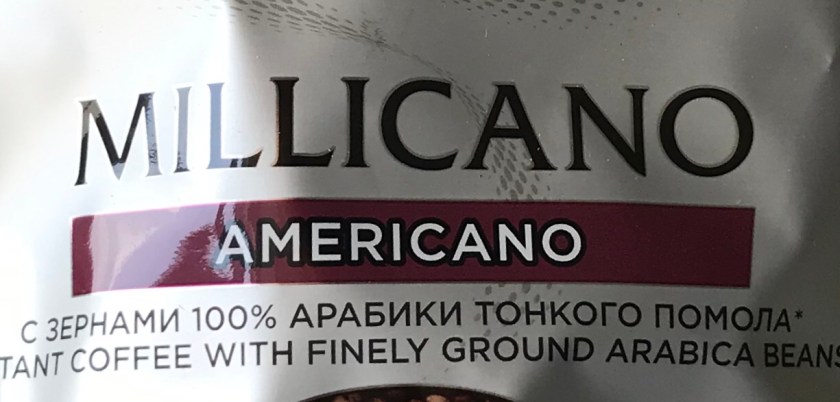 MILLICANO
AMERICANO
С ЗЕРНАМИ 100% АРАБИКИ ТОНКОГО ПОМОЛА*
TANT COFFEE WITH FINELY GROUND ARABICA BEANS